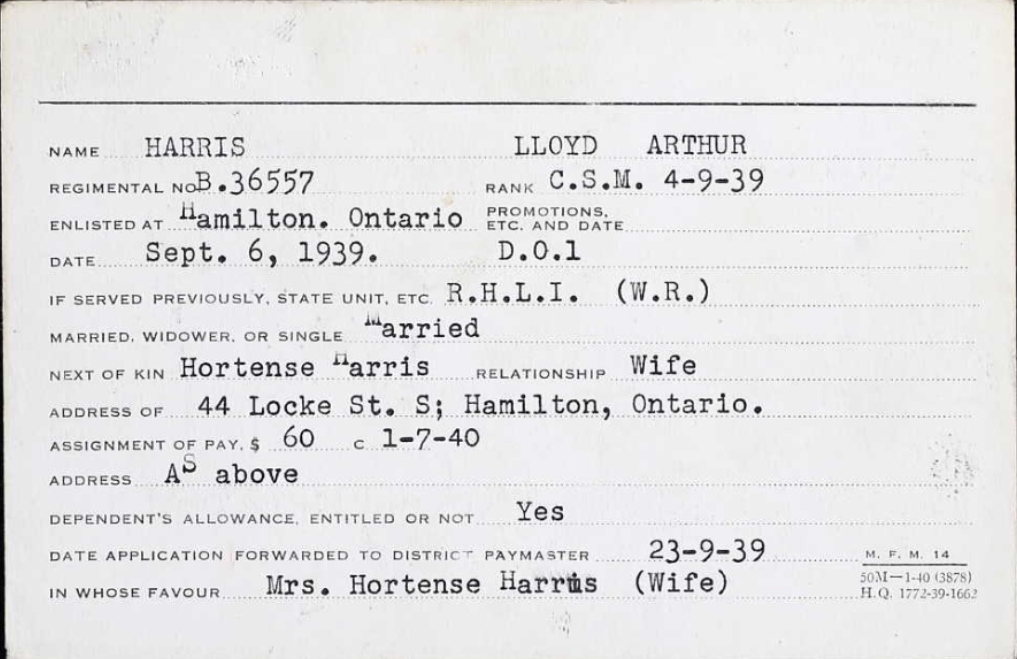 NAME HARRIS LLOYD ARTHUR
REGIMENTAL NO B.36557 RANK C.S.M. 4-9-39
ENLISTED AT Hamilton. Ontario PROMOTIONS, ETC. AND DATE
DATE Sept. 6, 1939. D.O.1
IF SERVED PREVIOUSLY, STATE UNIT, ETC. R.H.L.I. (W.R.)
MARRIED, WIDOWER, OR SINGLE Married
NEXT OF KIN Hortense Harris RELATIONSHIP Wife
ADDRESS OF 44 Locke St. S; Hamilton, Ontario.
ASSIGNMENT OF PAY, $ 60 C 1-7-40
ADDRESS AS above
DEPENDENT'S ALLOWANCE, ENTITLED OR NOT Yes
DATE APPLICATION FORWARDED TO DISTRICT PAYMASTER 23-9-39
IN WHOSE FAVOUR Mrs. Hortense Harris (Wife)
M. F. M. 14
50M—1-40 (3878)
H.Q. 1772-39-1662